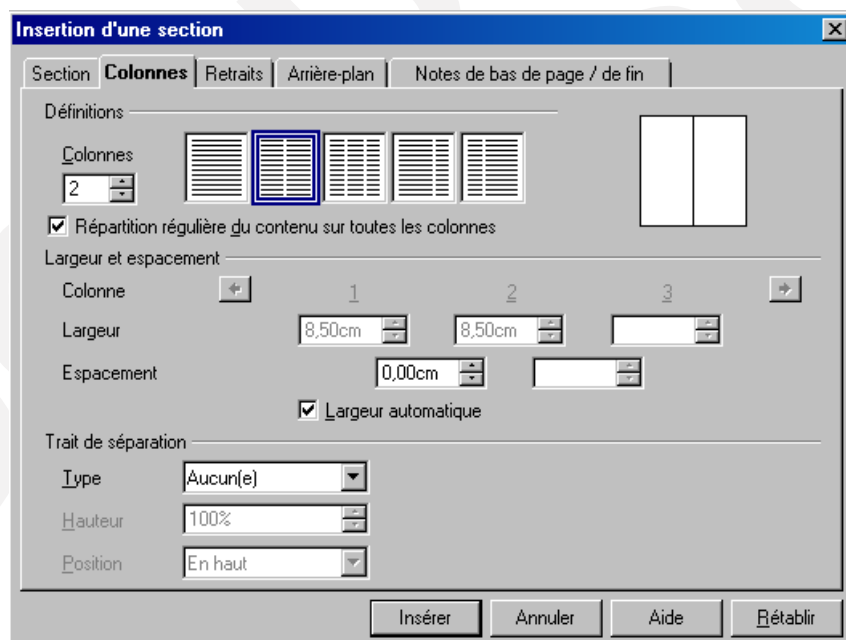 Insertion d'une section
Section Colonnes Retraits Arrière-plan Notes de bas de page / de fin
Définitions
Colonnes
2
Répartition régulière du contenu sur toutes les colonnes
Largeur et espacement
Colonne 1 2 3
Largeur 8,50cm 8,50cm
Espacement 0,00cm
Largeur automatique
Trait de séparation
Type Aucun(e)
Hauteur 100%
Position En haut
Insérer Annuler Aide Rétablir